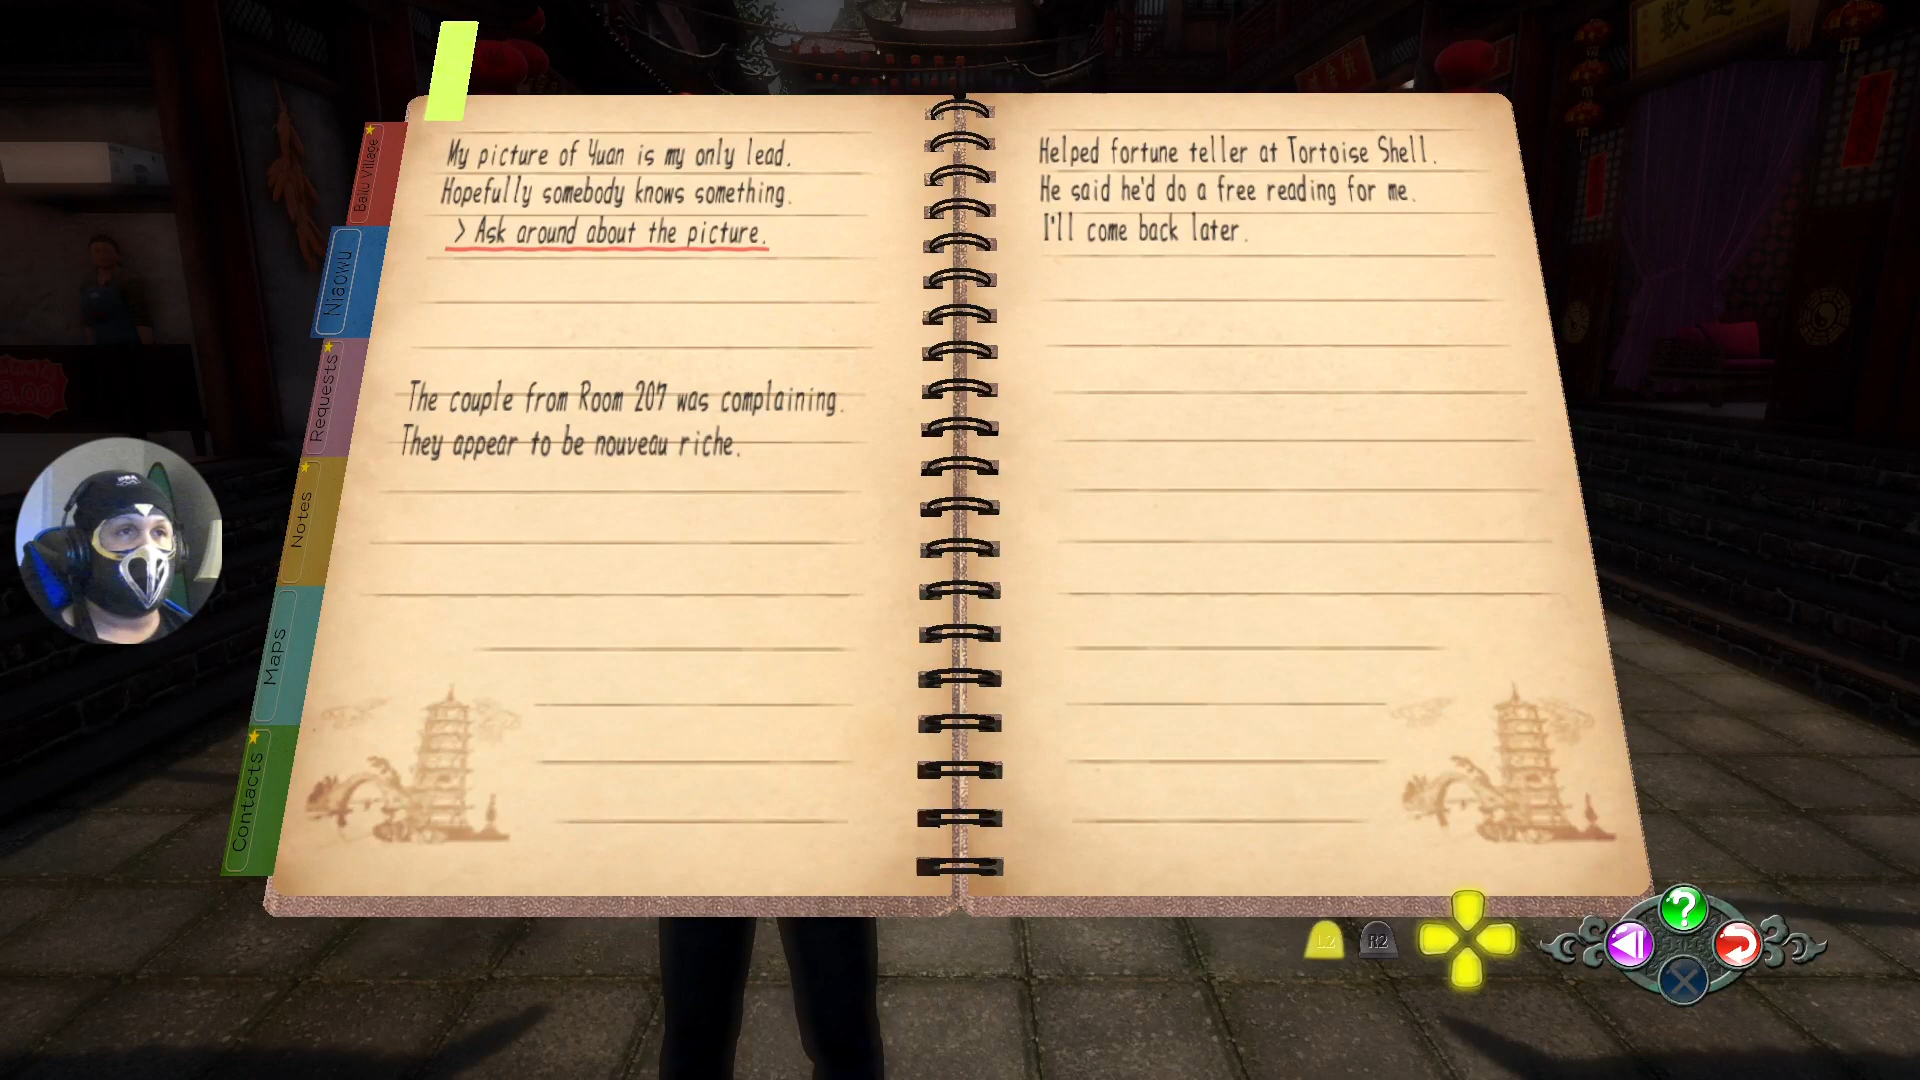 My picture of Yuan is my only lead.
Hopefully somebody knows something.
> Ask around about the picture.
The couple from Room 207 was complaining.
They appear to be nouveau riche.
Helped fortune teller at Tortoise Shell.
He said he'd do a free reading for me.
I'll come back later.
Bailu Village
Niaowu
Requests
Notes
Maps
Contacts
L2
R2
?